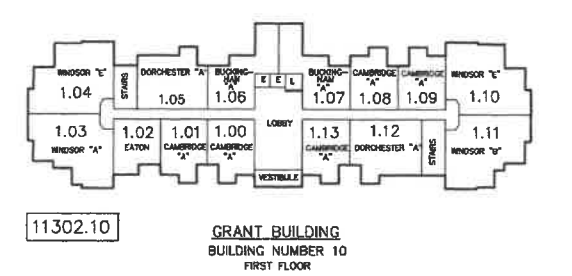 WINDSOR "E"
1.04
STAIRS
DORCHESTER "A"
1.05
BUCKING-
HAM
"A"
1.06
E E L
BUCKING-
HAM
"A"
1.07
CAMBRIDGE
"A"
1.08
CAMBRIDGE
"A"
1.09
WINDSOR "E"
1.10
1.03
WINDSOR "A"
1.02
EATON
1.01
CAMBRIDGE
"A"
1.00
CAMBRIDGE
"A"
LOBBY
VESTIBULE
1.13
CAMBRIDGE
"A"
1.12
DORCHESTER "A"
STAIRS
1.11
WINDSOR "B"
11302.10
GRANT BUILDING
BUILDING NUMBER 10
FIRST FLOOR